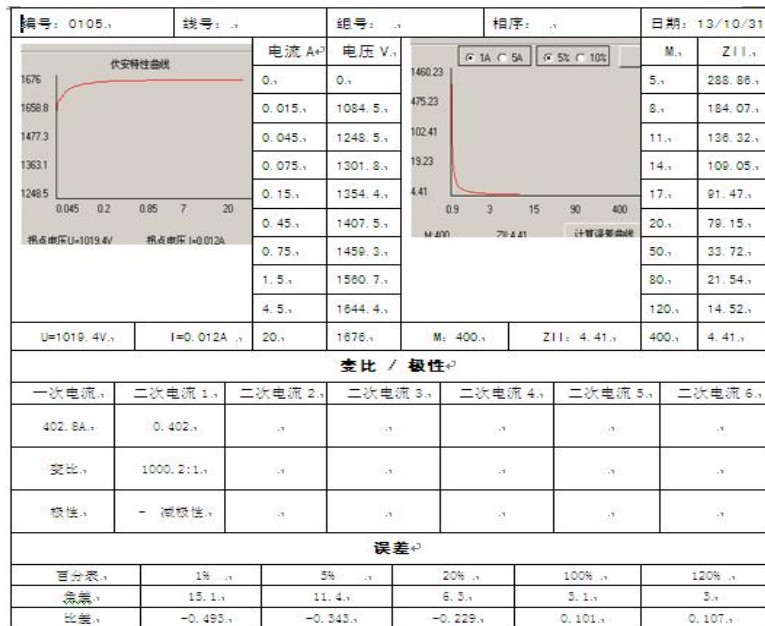 编号：0105. 线号：. 组号：. 相序：. 日期：13/10/31
伏安特性曲线
1676
1658.8
1477.3
1363.1
1248.5
0.045 0.2 0.85 7 20
拐点电压U=1019.4V 拐点电压 I=0.012A
电流 A 电压 V.
0. 0.
0.015. 1084.5.
0.045. 1248.5.
0.075. 1301.8.
0.15. 1354.4.
0.45. 1407.5.
0.75. 1459.3.
1.5. 1560.7.
4.5. 1644.4.
1A 5A 5% 10%
1460.23
475.23
102.41
19.23
4.41
0.9 3 15 90 400
M:400 ZII:4.41 计算误差曲线
M. ZII.
5. 288.86.
8. 184.07.
11. 136.32.
14. 109.05.
17. 91.47.
20. 79.15.
50. 33.72.
80. 21.54.
120. 14.52.
U=1019.4V. I=0.012A . 20. 1676. M: 400. ZII: 4.41. 400. 4.41.
变比 / 极性
一次电流. 二次电流 1. 二次电流 2. 二次电流 3. 二次电流 4. 二次电流 5. 二次电流 6.
402.8A. 0.402.
变比. 1000.2:1.
极性. - 减极性.
误差
百分表. 1% . 5% . 20% . 100% . 120% .
角差. 15.1. 11.4. 6.3. 3.1. 3.
比差. -0.493. -0.343. -0.229. 0.101. 0.107.